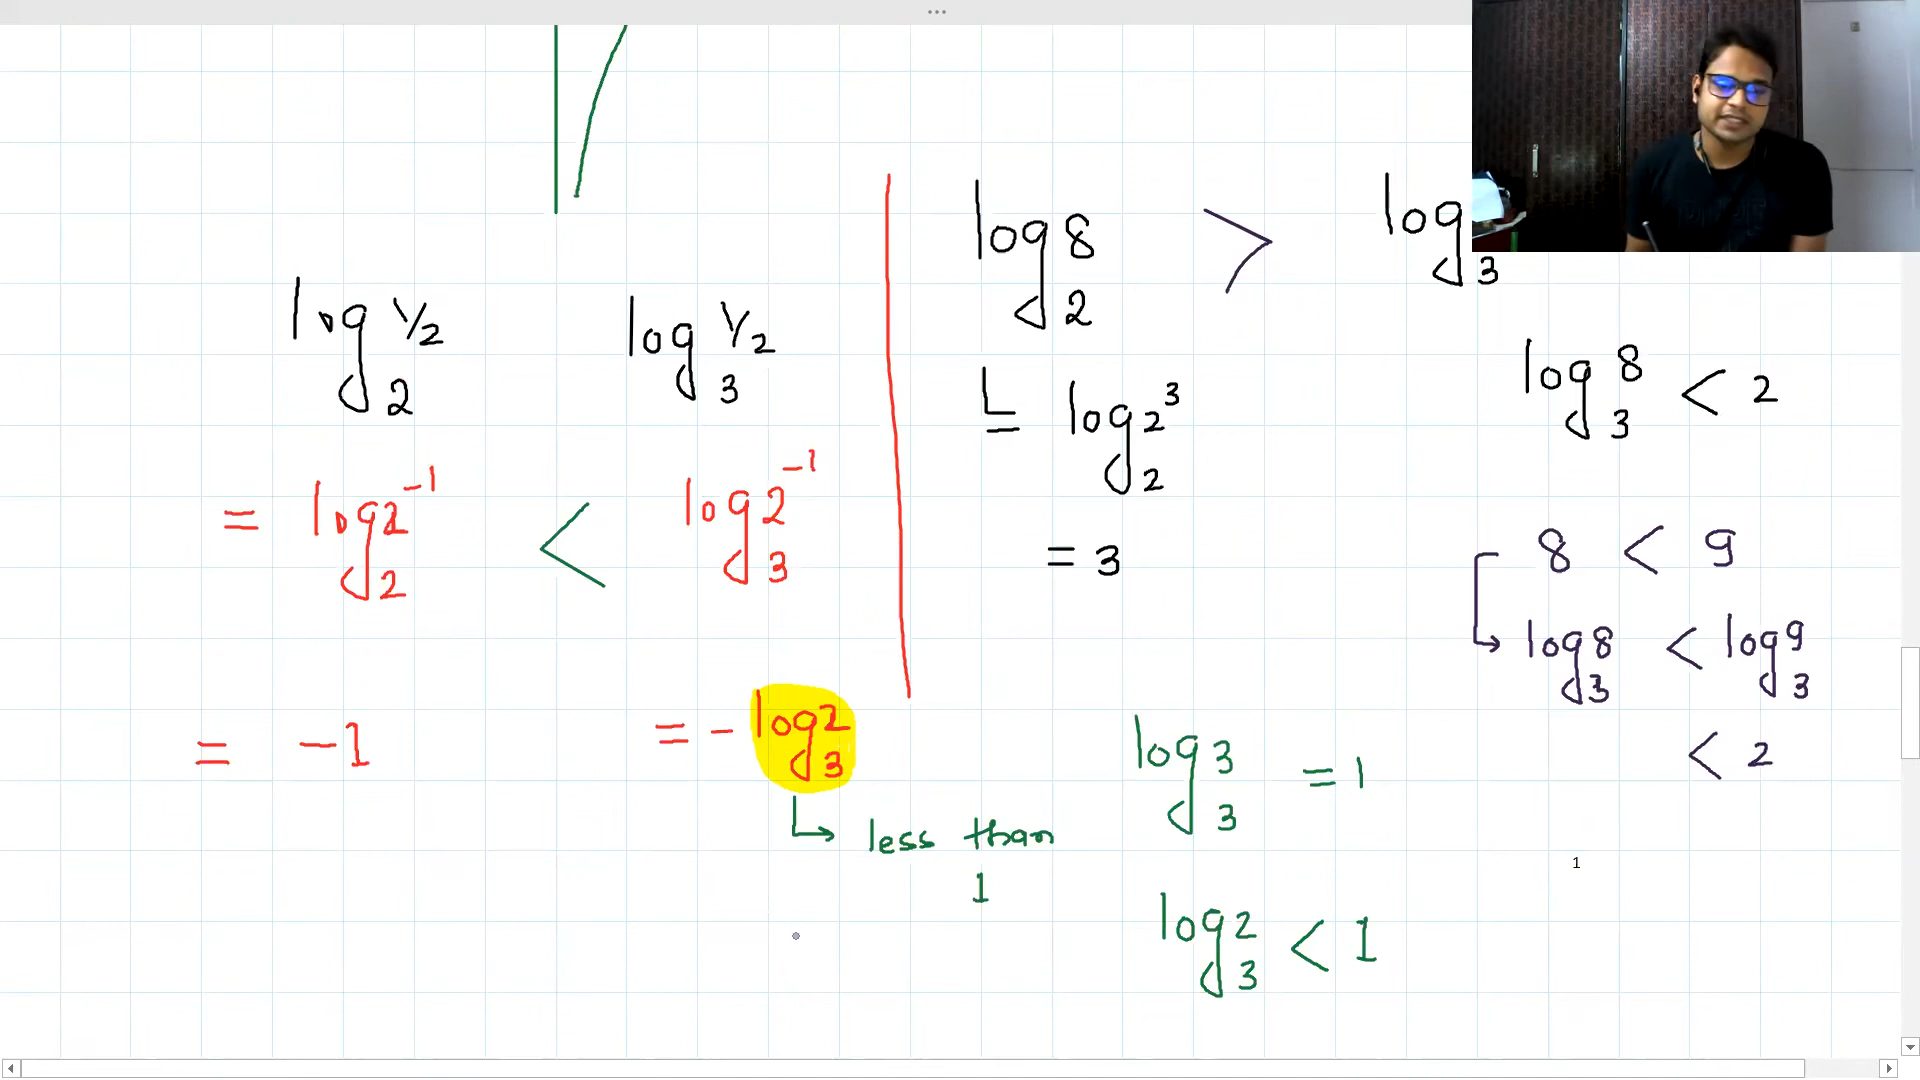 log₂ 8 > log₃
log₂ 1/2 log₃ 1/2
log₃ 8 < 2
= log₂ 2⁻¹ < log₃ 2⁻¹
= log₂ 2³
= 3
8 < 9
log₃ 8 < log₃ 9
< 2
= -1 = - log₃ 2
less than
1
log₃ 3 = 1
log₃ 2 < 1
1